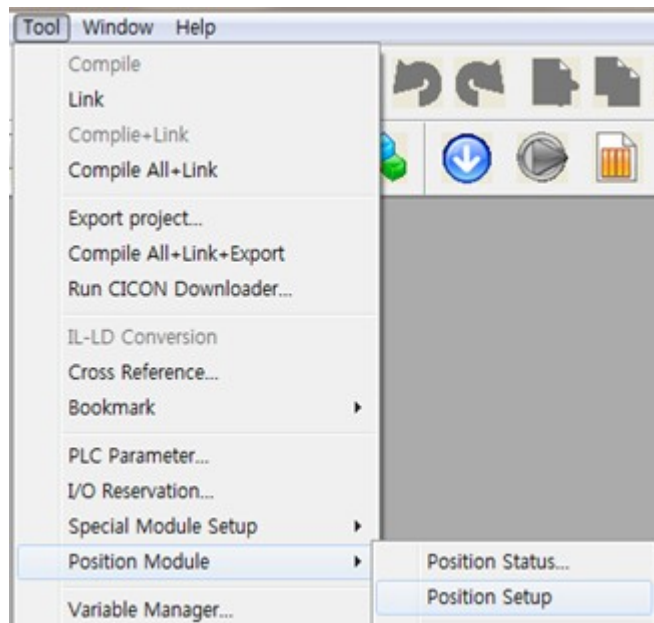 Tool Window Help
Compile
Link
Complie+Link
Compile All+Link
Export project...
Compile All+Link+Export
Run CICON Downloader...
IL-LD Conversion
Cross Reference...
Bookmark
PLC Parameter...
I/O Reservation...
Special Module Setup
Position Module
Position Status...
Position Setup
Variable Manager...